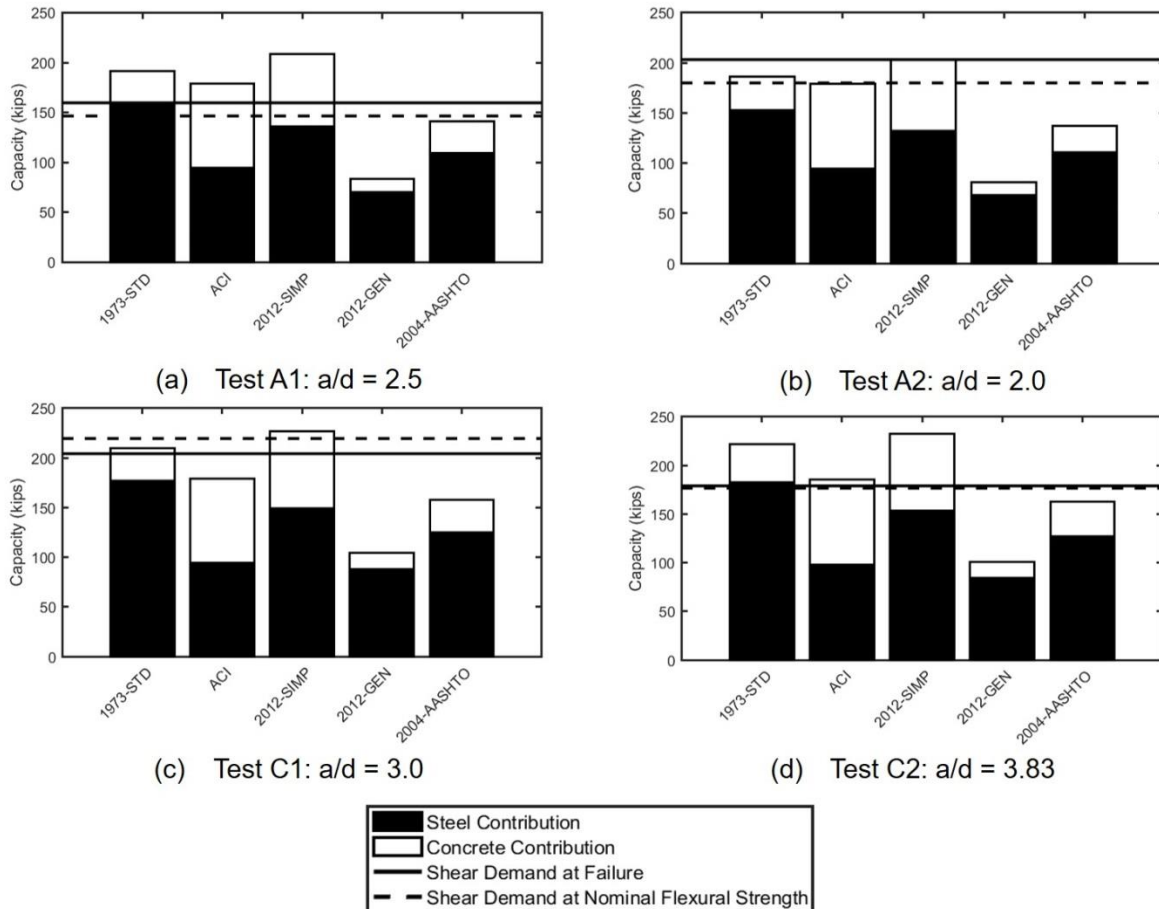 250
200
150
100
50
0
Capacity (kips)
1973-STD
ACI
2012-SIMP
2012-GEN
2004-AASHTO
(a) Test A1: a/d = 2.5
250
200
150
100
50
0
Capacity (kips)
1973-STD
ACI
2012-SIMP
2012-GEN
2004-AASHTO
(b) Test A2: a/d = 2.0
250
200
150
100
50
0
Capacity (kips)
1973-STD
ACI
2012-SIMP
2012-GEN
2004-AASHTO
(c) Test C1: a/d = 3.0
250
200
150
100
50
0
Capacity (kips)
1973-STD
ACI
2012-SIMP
2012-GEN
2004-AASHTO
(d) Test C2: a/d = 3.83
Steel Contribution
Concrete Contribution
Shear Demand at Failure
Shear Demand at Nominal Flexural Strength